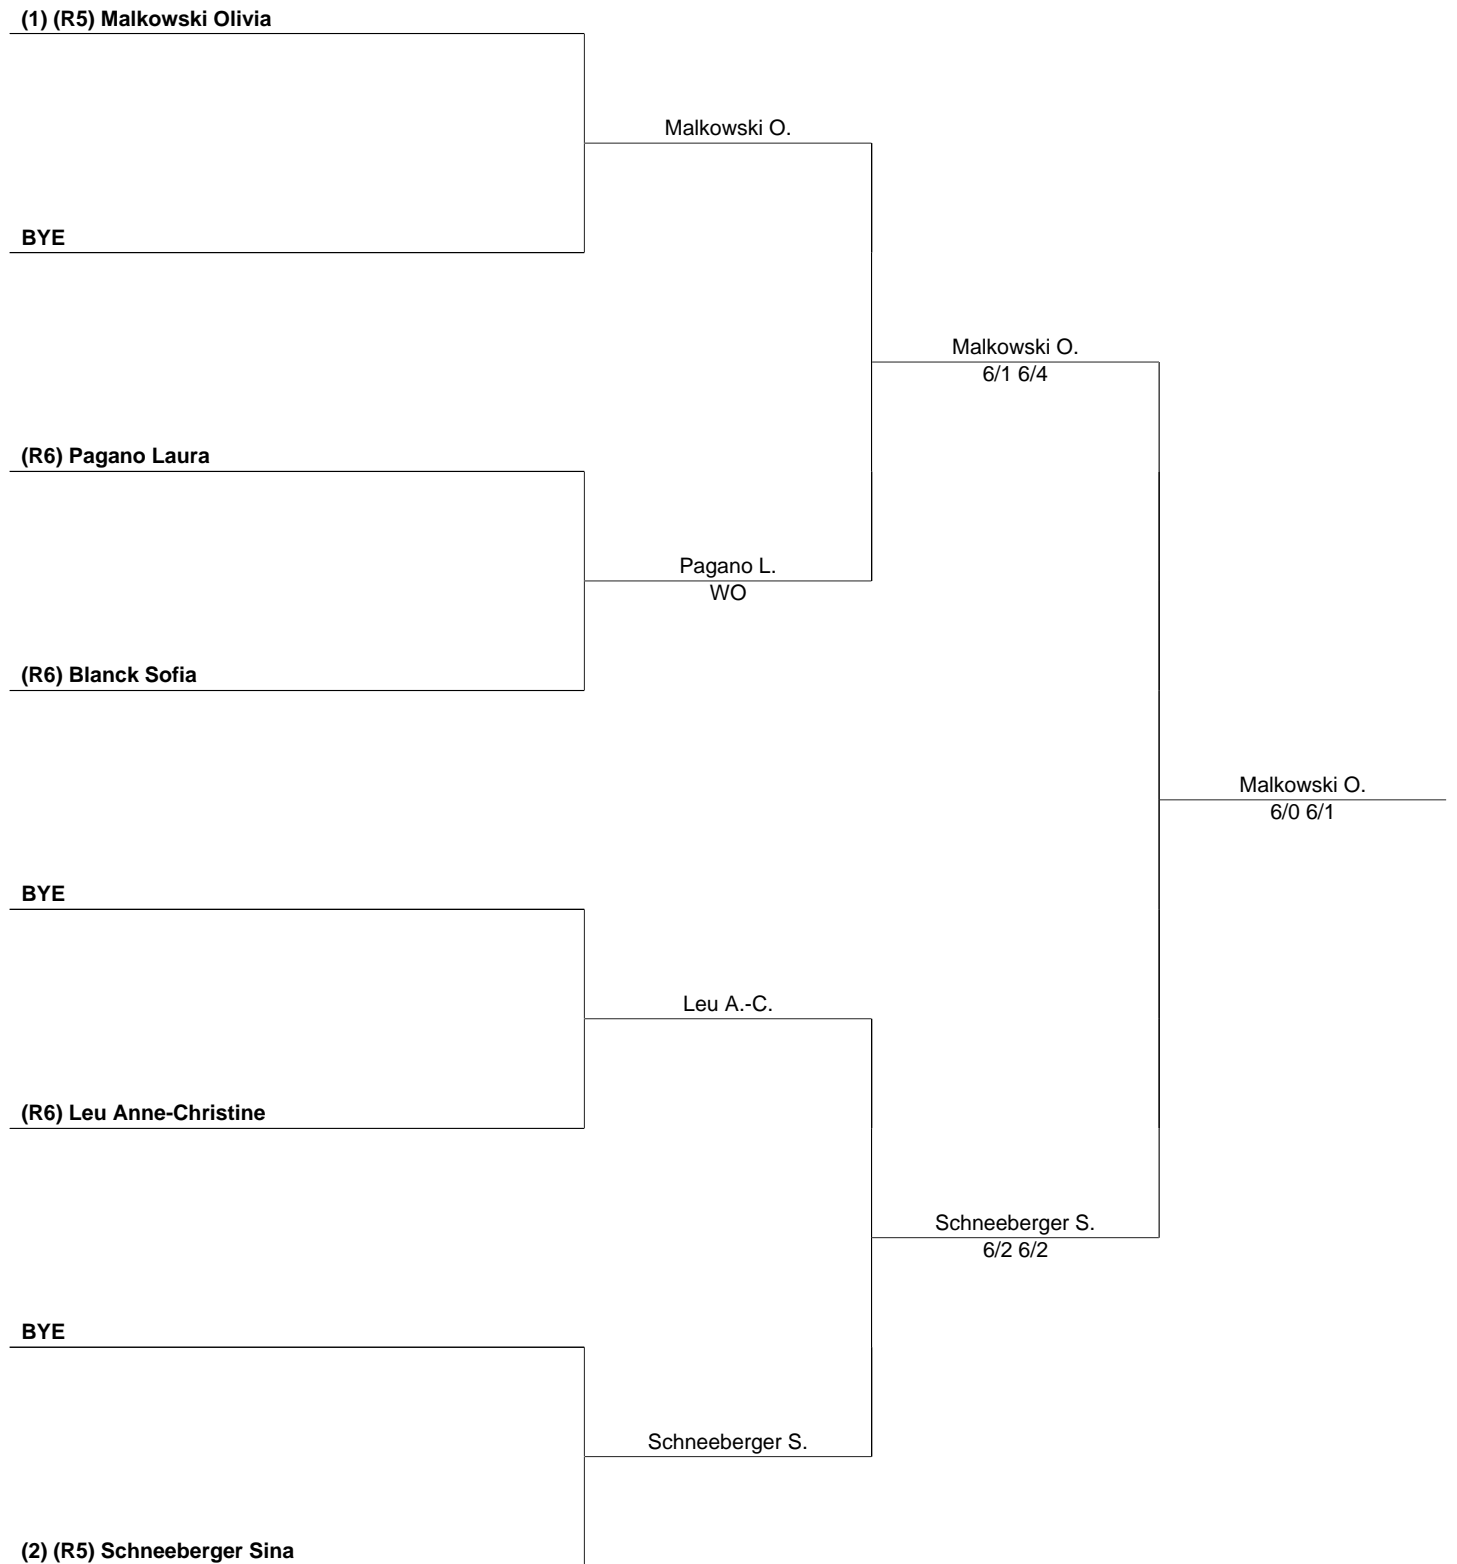 (1) (R5) Malkowski Olivia
Malkowski O.
BYE
Malkowski O.
6/1 6/4
(R6) Pagano Laura
Pagano L.
WO
(R6) Blanck Sofia
Malkowski O.
6/0 6/1
BYE
Leu A.-C.
(R6) Leu Anne-Christine
Schneeberger S.
6/2 6/2
BYE
Schneeberger S.
(2) (R5) Schneeberger Sina